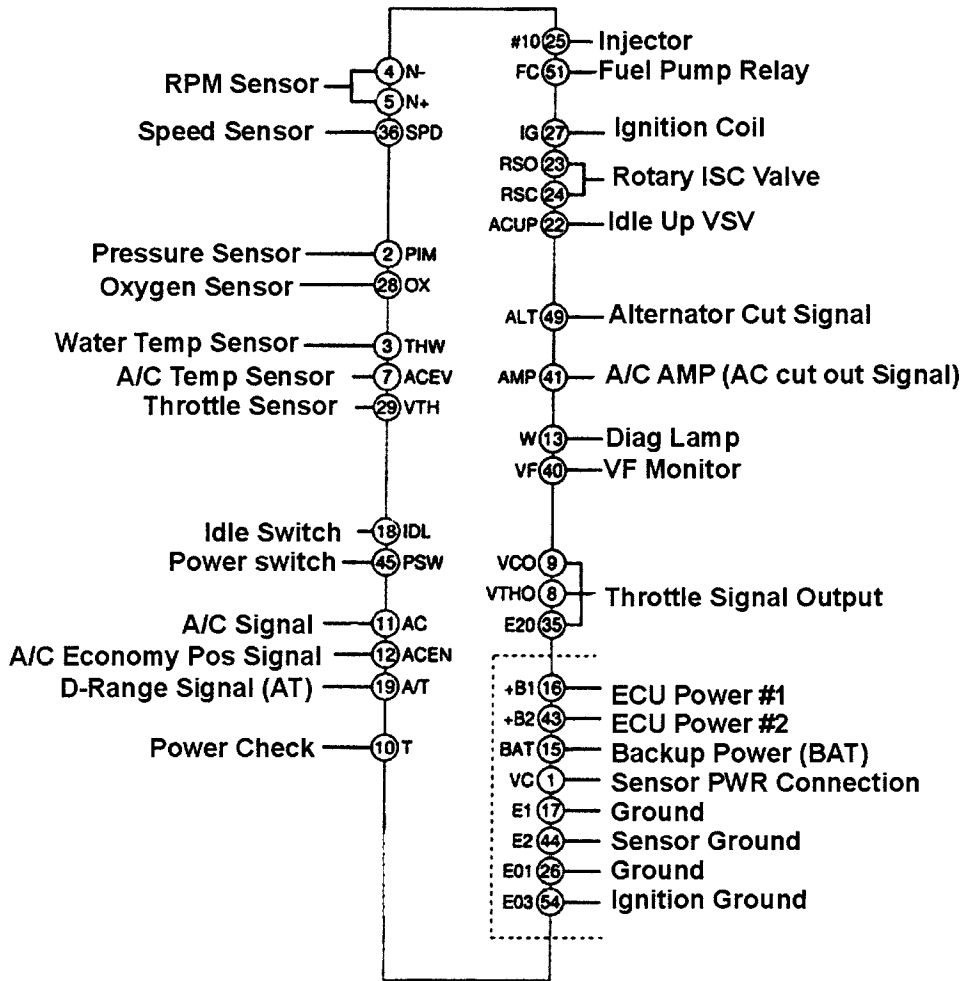 RPM Sensor 4 N-
5 N+
Speed Sensor 36 SPD
Pressure Sensor 2 PIM
Oxygen Sensor 28 OX
Water Temp Sensor 3 THW
A/C Temp Sensor 7 ACEV
Throttle Sensor 29 VTH
Idle Switch 18 IDL
Power switch 45 PSW
A/C Signal 11 AC
A/C Economy Pos Signal 12 ACEN
D-Range Signal (AT) 19 A/T
Power Check 10 T
#10 25 Injector
FC 51 Fuel Pump Relay
IG 27 Ignition Coil
RSO 23
Rotary ISC Valve
RSC 24
ACUP 22 Idle Up VSV
ALT 49 Alternator Cut Signal
AMP 41 A/C AMP (AC cut out Signal)
W 13 Diag Lamp
VF 40 VF Monitor
VCO 9
VTHO 8 Throttle Signal Output
E20 35
+B1 16 ECU Power #1
+B2 43 ECU Power #2
BAT 15 Backup Power (BAT)
VC 1 Sensor PWR Connection
E1 17 Ground
E2 44 Sensor Ground
E01 26 Ground
E03 54 Ignition Ground